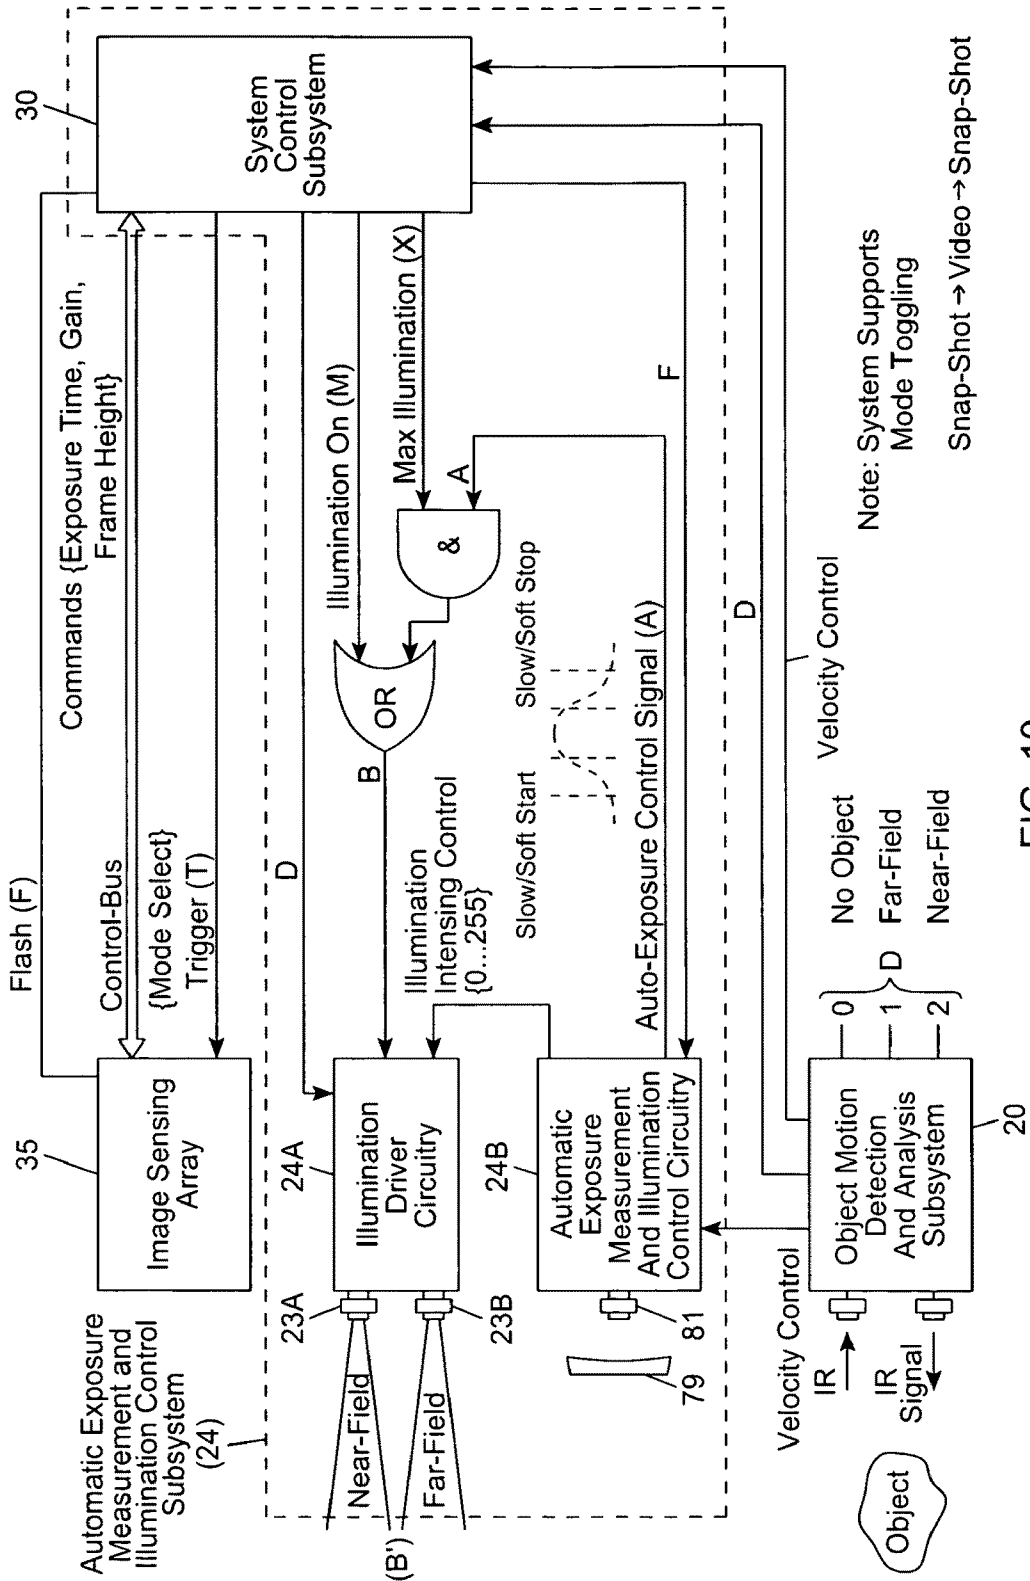 Automatic Exposure
Measurement and
Illumination Control
Subsystem
(24)
35
Image Sensing
Array
Flash (F)
Control-Bus
{Mode Select}
Trigger (T)
Commands {Exposure Time, Gain,
Frame Height}
30
System
Control
Subsystem
(B')
Near-Field
Far-Field
23A
23B
24A
Illumination
Driver
Circuitry
D
B
OR
Illumination On (M)
Max Illumination (X)
A
&
Illumination
Intensing Control
{0...255}
Slow/Soft Start
Slow/Soft Stop
79
81
24B
Automatic
Exposure
Measurement
And Illumination
Control Circuitry
Auto-Exposure Control Signal (A)
F
Velocity Control
D
Velocity Control
Object
IR
IR
Signal
Object Motion
Detection
And Analysis
Subsystem
20
0
1
2
D
No Object
Far-Field
Near-Field
Note: System Supports
Mode Toggling
Snap-Shot → Video → Snap-Shot